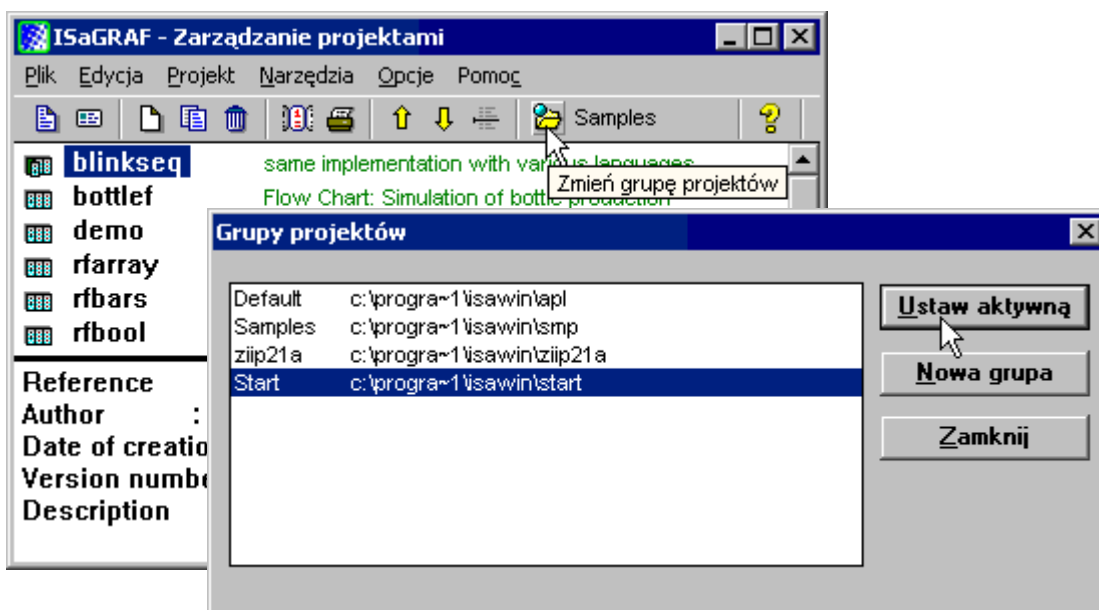 ISaGRAF - Zarządzanie projektami
Plik Edycja Projekt Narzędzia Opcje Pomoc
Samples
blinkseq same implementation with various languages
Zmień grupę projektów
bottlef Flow Chart: Simulation of bottle production
demo
rfarray
rfbars
rfbool
Reference
Author :
Date of creatio
Version numbe
Description
Grupy projektów
Default c:\progra~1\isawin\apl
Samples c:\progra~1\isawin\smp
ziip21a c:\progra~1\isawin\ziip21a
Start c:\progra~1\isawin\start
Ustaw aktywną
Nowa grupa
Zamknij